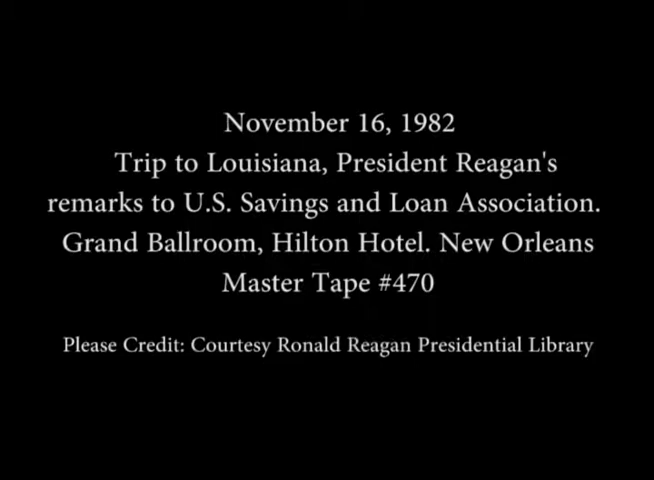 November 16, 1982
Trip to Louisiana, President Reagan's
remarks to U.S. Savings and Loan Association.
Grand Ballroom, Hilton Hotel. New Orleans
Master Tape #470
Please Credit: Courtesy Ronald Reagan Presidential Library